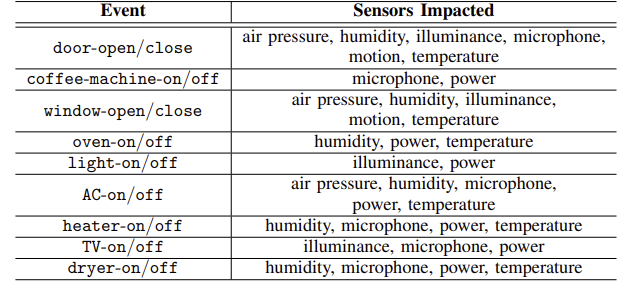 Event Sensors Impacted
door-open/close air pressure, humidity, illuminance, microphone,
motion, temperature
coffee-machine-on/off microphone, power
window-open/close air pressure, humidity, illuminance,
motion, temperature
oven-on/off humidity, power, temperature
light-on/off illuminance, power
AC-on/off air pressure, humidity, microphone,
power, temperature
heater-on/off humidity, microphone, power, temperature
TV-on/off illuminance, microphone, power
dryer-on/off humidity, microphone, power, temperature